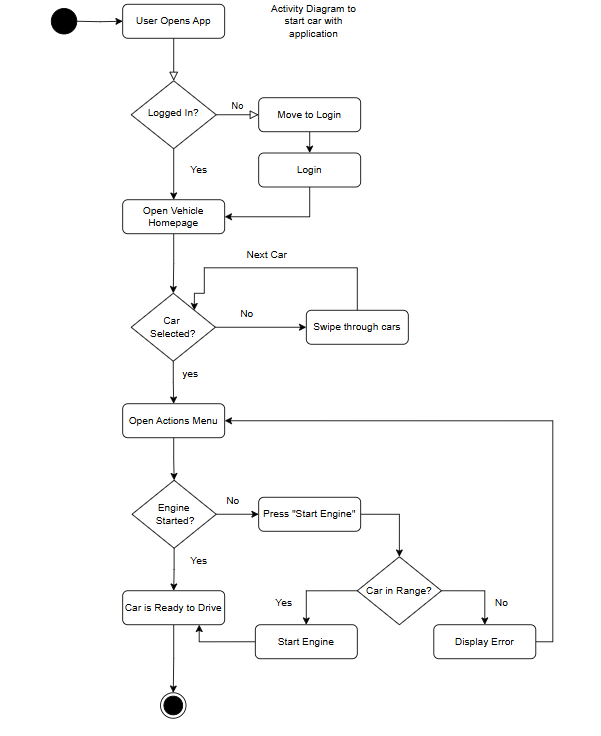 User Opens App
Activity Diagram to
start car with
application
Logged In?
No
Move to Login
Yes
Login
Open Vehicle
Homepage
Next Car
Car
Selected?
No
Swipe through cars
yes
Open Actions Menu
Engine
Started?
No
Press "Start Engine"
Yes
Car in Range?
Car is Ready to Drive
Yes
No
Start Engine
Display Error